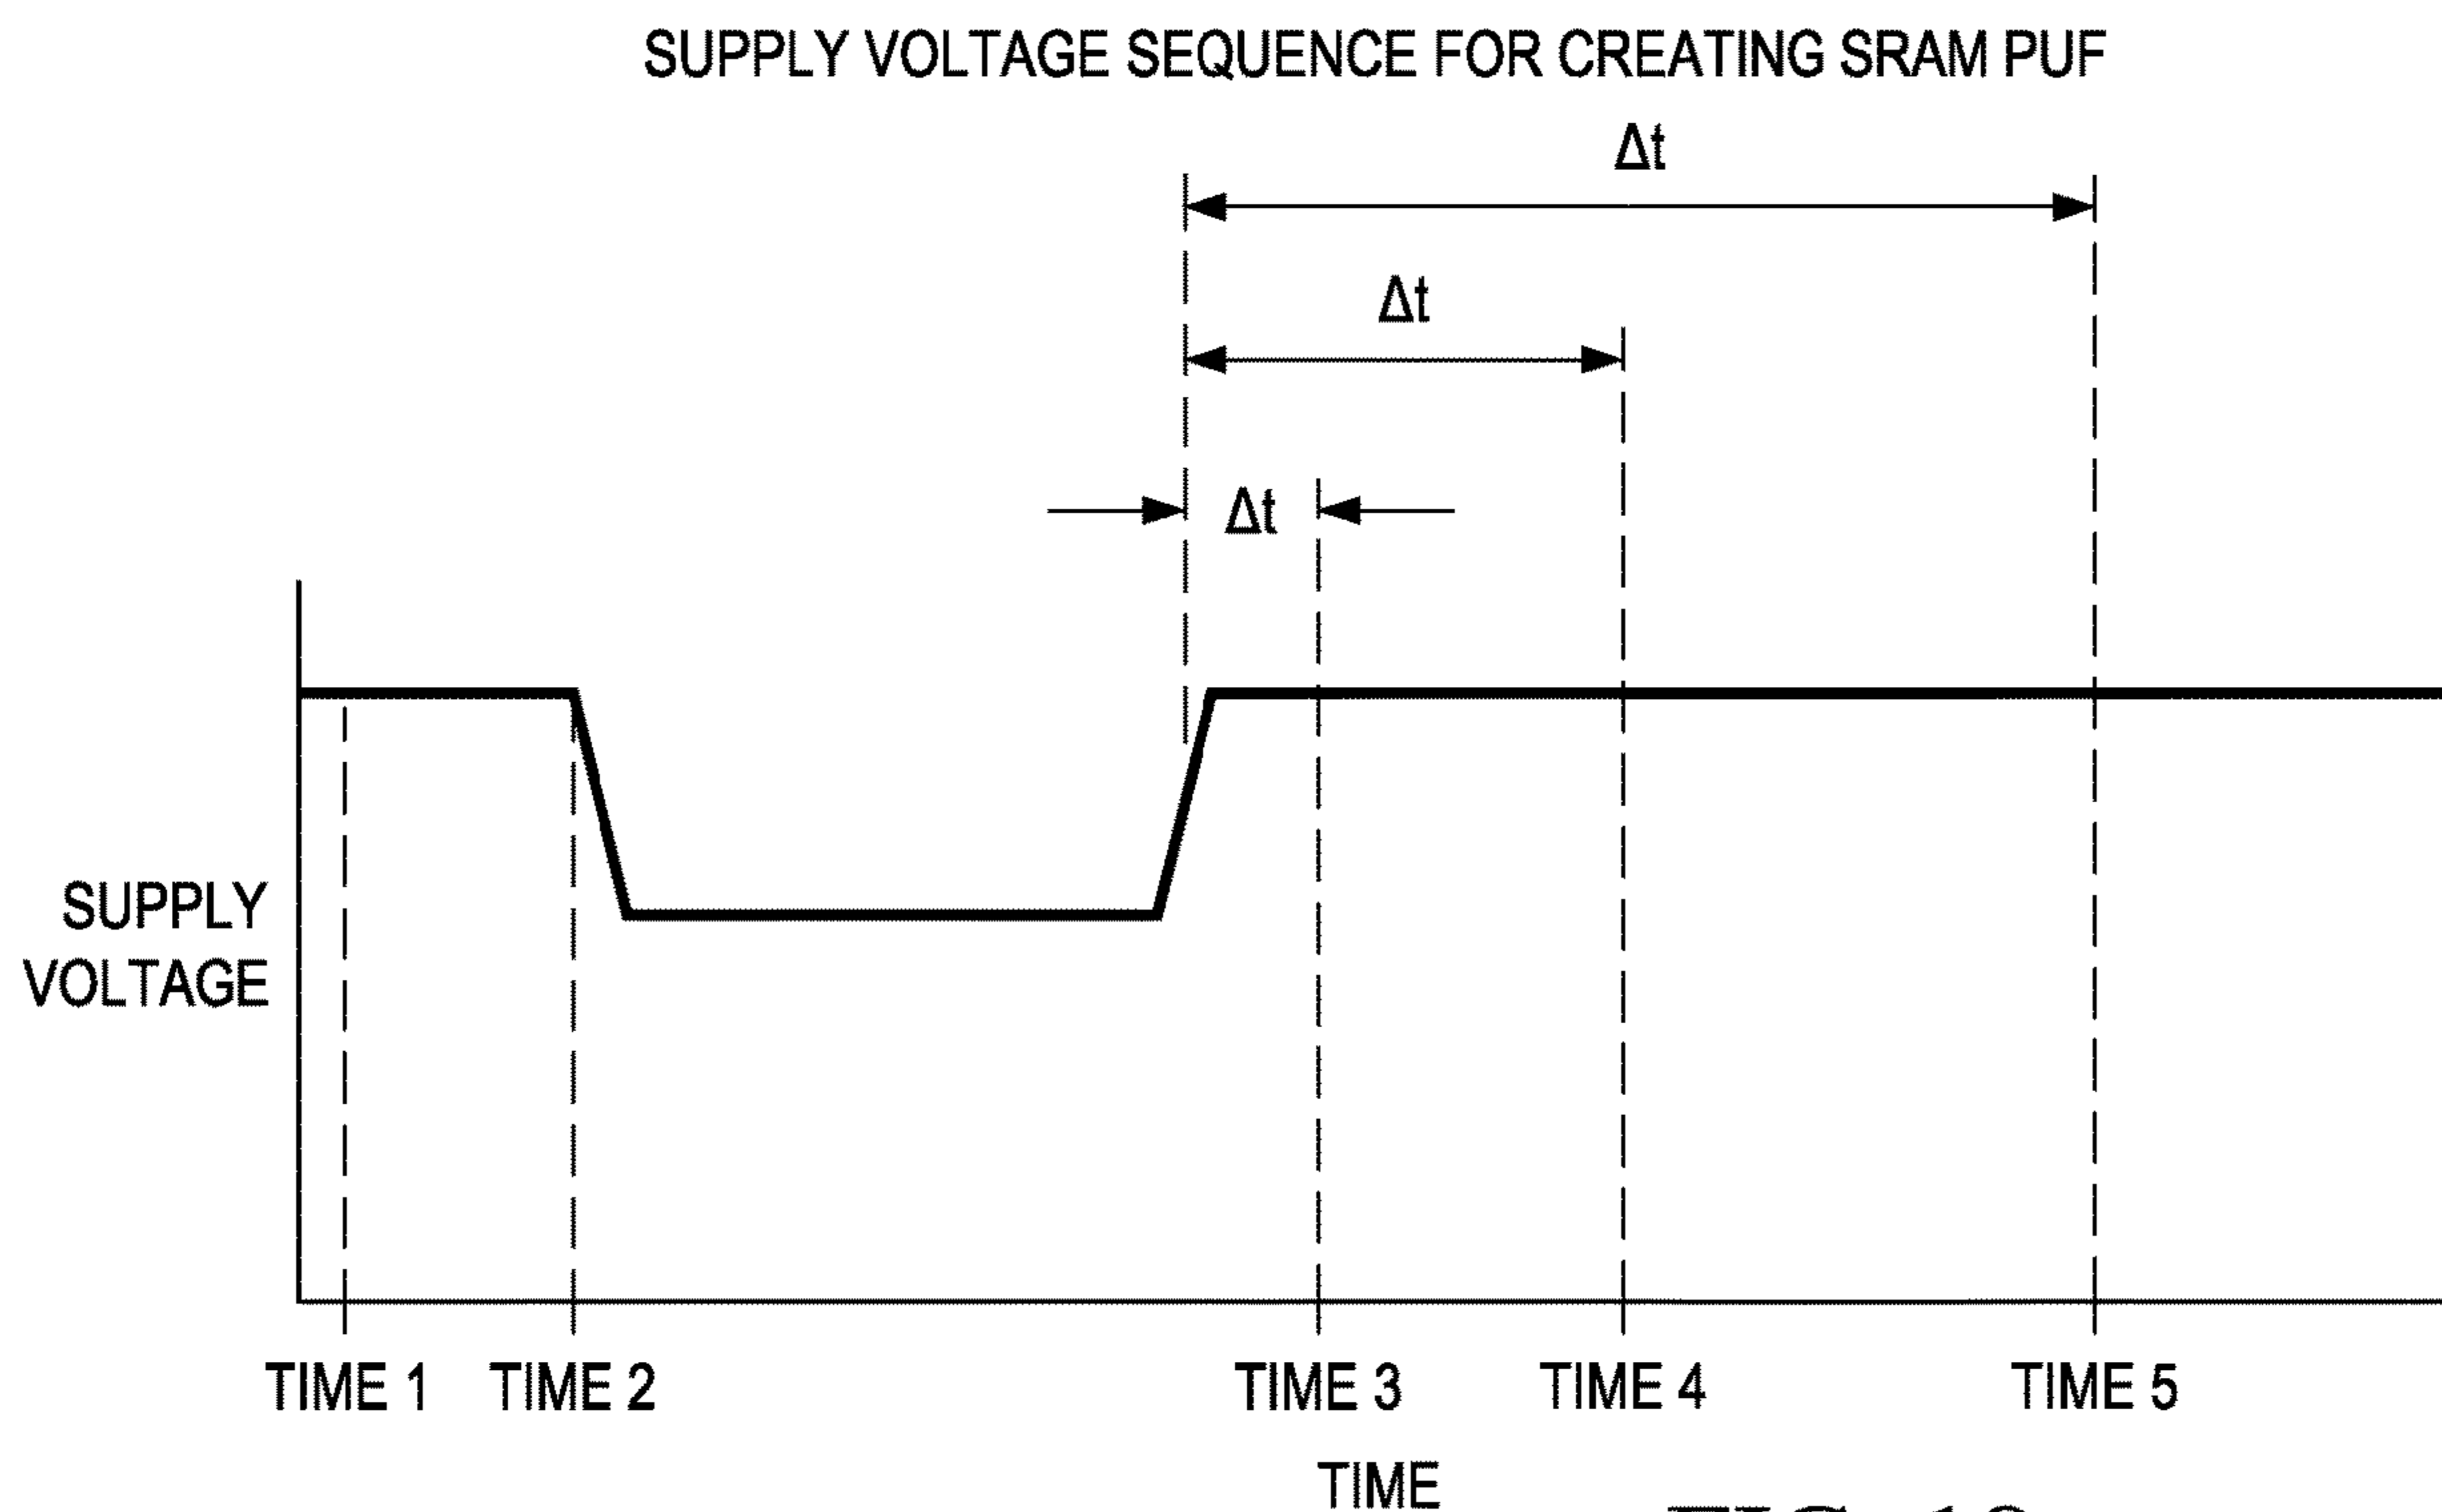 SUPPLY VOLTAGE SEQUENCE FOR CREATING SRAM PUF
Δt
Δt
Δt
SUPPLY
VOLTAGE
TIME 1 TIME 2 TIME 3 TIME 4 TIME 5
TIME